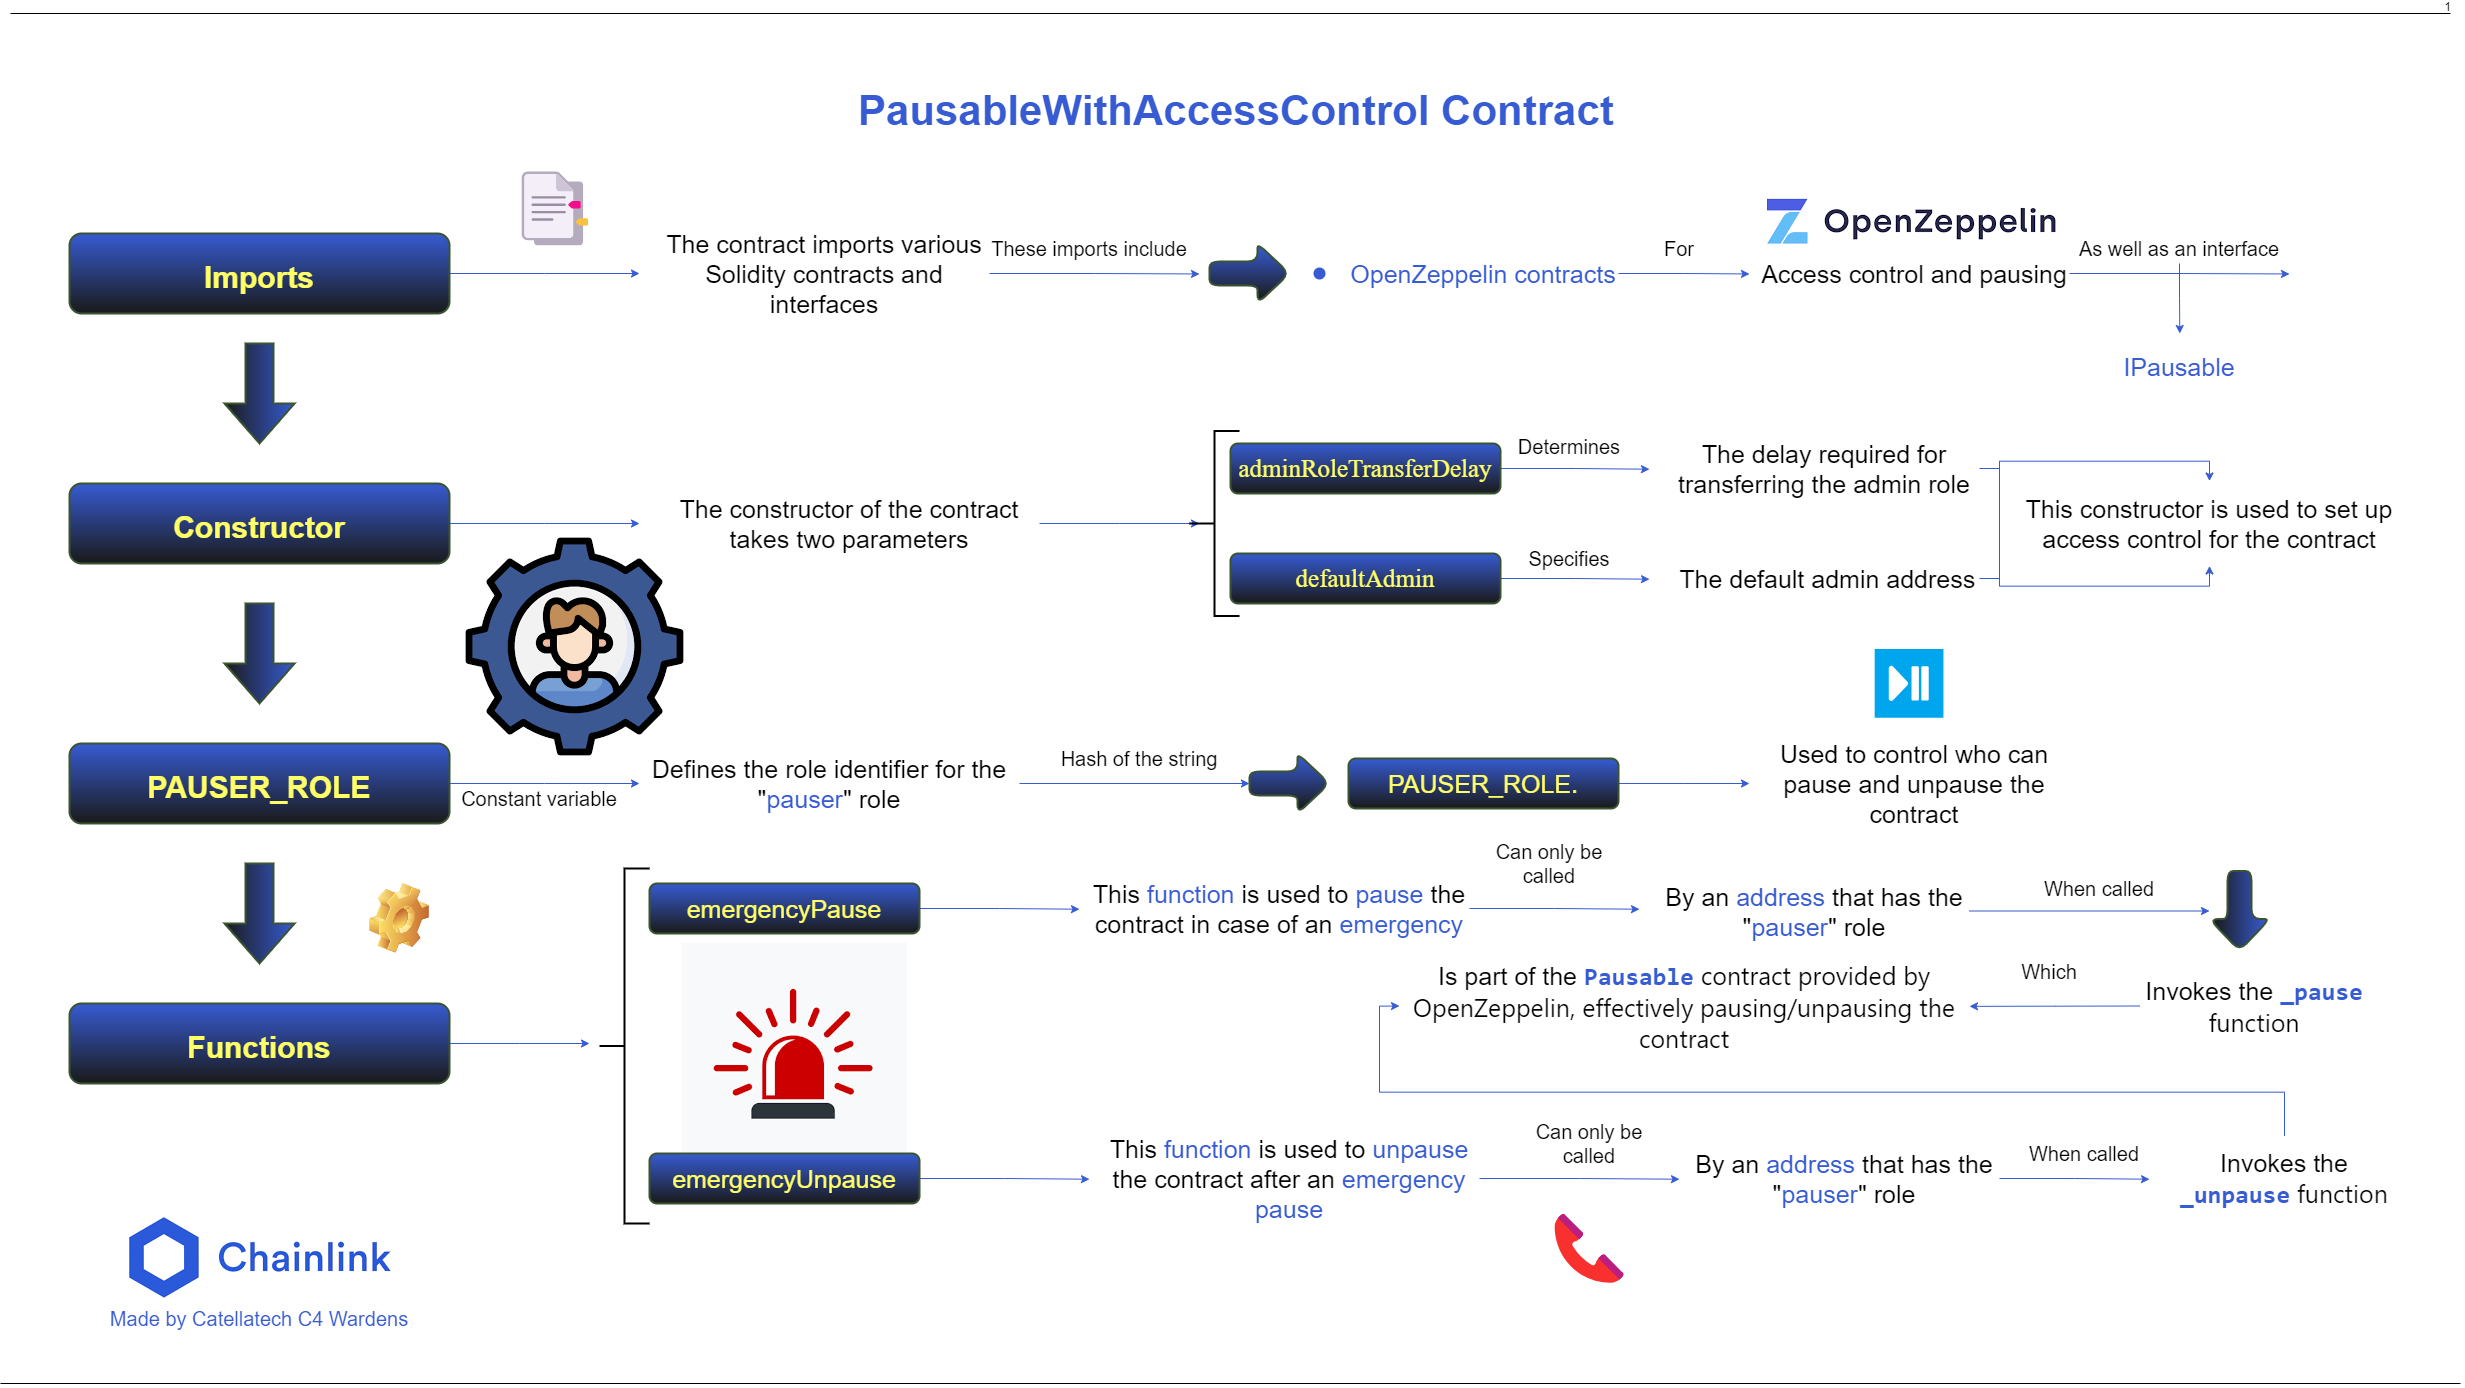 1
PausableWithAccessControl Contract
OpenZeppelin
Imports
The contract imports various
Solidity contracts and
interfaces
These imports include
OpenZeppelin contracts
For
Access control and pausing
As well as an interface
IPausable
Constructor
The constructor of the contract
takes two parameters
adminRoleTransferDelay
Determines
The delay required for
transferring the admin role
defaultAdmin
Specifies
The default admin address
This constructor is used to set up
access control for the contract
PAUSER_ROLE
Constant variable
Defines the role identifier for the
"pauser" role
Hash of the string
PAUSER_ROLE.
Used to control who can
pause and unpause the
contract
Functions
emergencyPause
This function is used to pause the
contract in case of an emergency
Can only be
called
By an address that has the
"pauser" role
When called
Invokes the _pause
function
Which
Is part of the Pausable contract provided by
OpenZeppelin, effectively pausing/unpausing the
contract
emergencyUnpause
This function is used to unpause
the contract after an emergency
pause
Can only be
called
By an address that has the
"pauser" role
When called
Invokes the
_unpause function
Chainlink
Made by Catellatech C4 Wardens